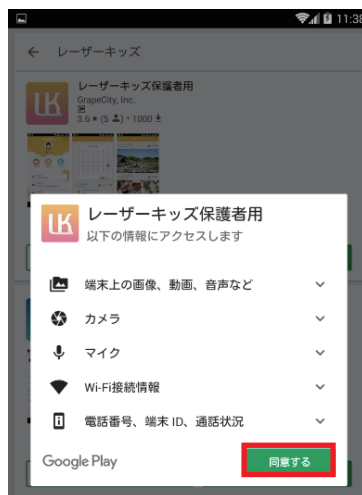 11:38
レーザーキッズ
レーザーキッズ保護者用
GrapeCity, Inc.
3.6★ (5 ) • 1000
レーザーキッズ保護者用
以下の情報にアクセスします
端末上の画像、動画、音声など
カメラ
マイク
Wi-Fi接続情報
電話番号、端末 ID、通話状況
Google Play
同意する